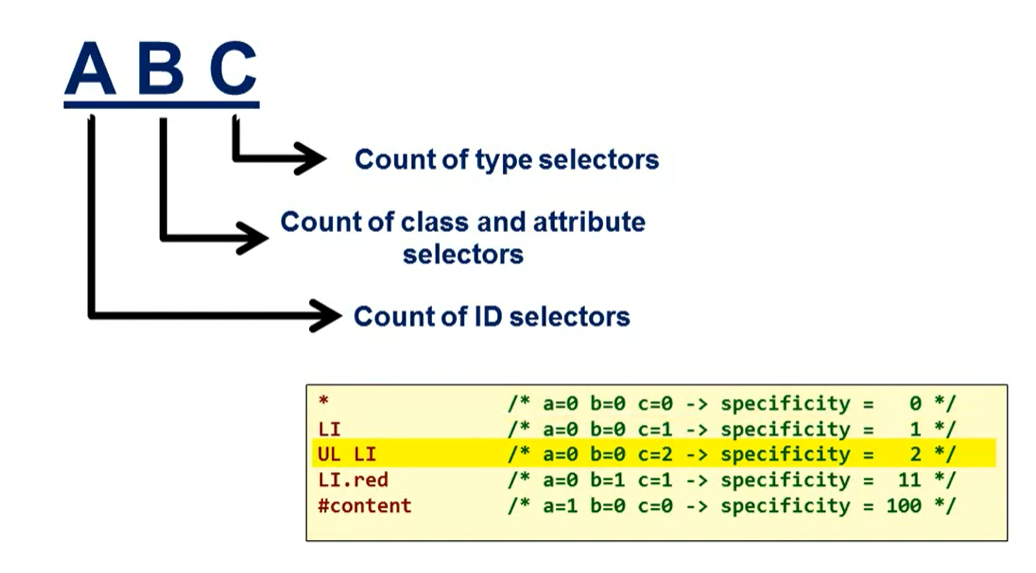 A B C
Count of type selectors
Count of class and attribute
selectors
Count of ID selectors
* /* a=0 b=0 c=0 -> specificity = 0 */
LI /* a=0 b=0 c=1 -> specificity = 1 */
UL LI /* a=0 b=0 c=2 -> specificity = 2 */
LI.red /* a=0 b=1 c=1 -> specificity = 11 */
#content /* a=1 b=0 c=0 -> specificity = 100 */